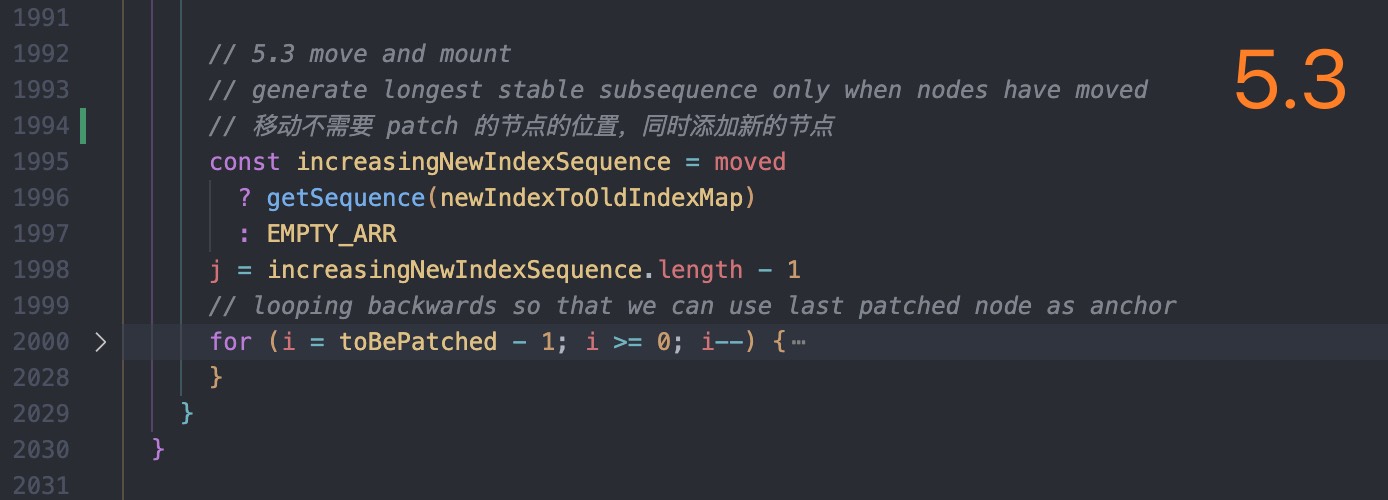 1991
1992 // 5.3 move and mount
1993 // generate longest stable subsequence only when nodes have moved
5.3
1994 // 移动不需要 patch 的节点的位置，同时添加新的节点
1995 const increasingNewIndexSequence = moved
1996 ? getSequence(newIndexToOldIndexMap)
1997 : EMPTY_ARR
1998 j = increasingNewIndexSequence.length - 1
1999 // looping backwards so that we can use last patched node as anchor
2000 for (i = toBePatched - 1; i >= 0; i--) {⋯
2028 }
2029 }
2030 }
2031